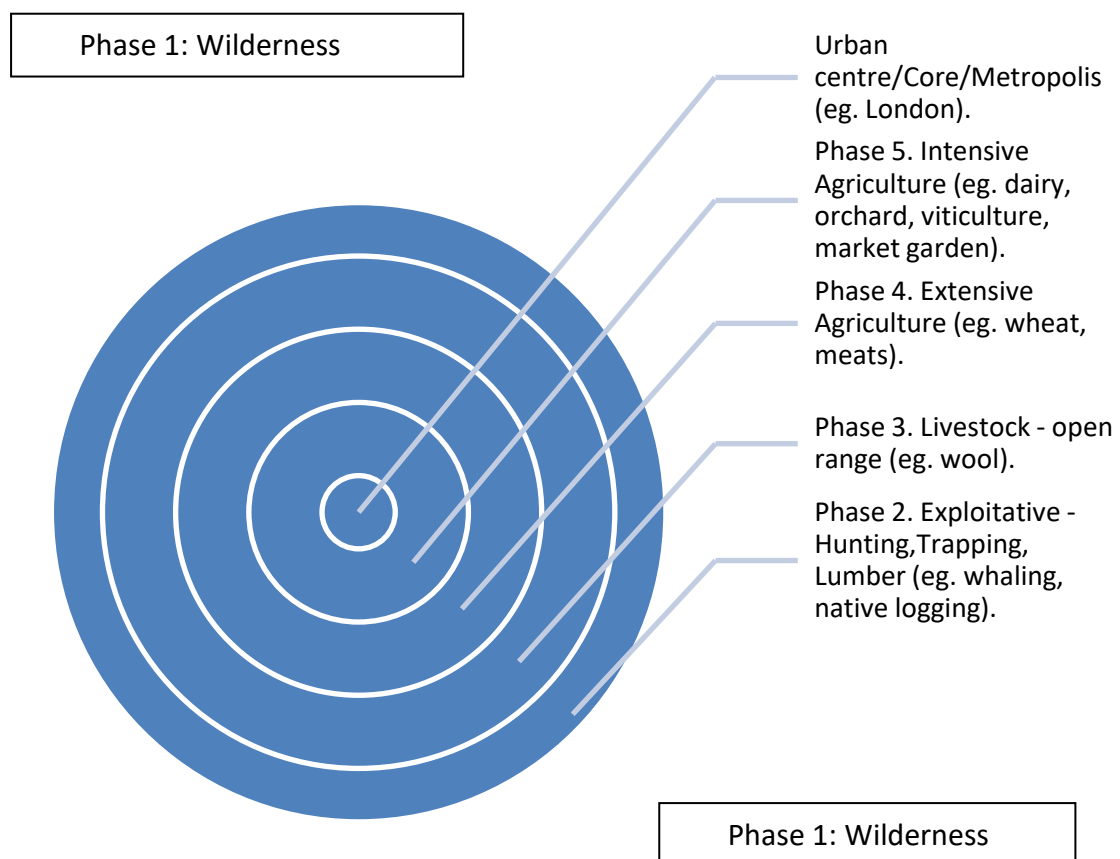 Phase 1: Wilderness
Urban
centre/Core/Metropolis
(eg. London).
Phase 5. Intensive
Agriculture (eg. dairy,
orchard, viticulture,
market garden).
Phase 4. Extensive
Agriculture (eg. wheat,
meats).
Phase 3. Livestock - open
range (eg. wool).
Phase 2. Exploitative -
Hunting,Trapping,
Lumber (eg. whaling,
native logging).
Phase 1: Wilderness